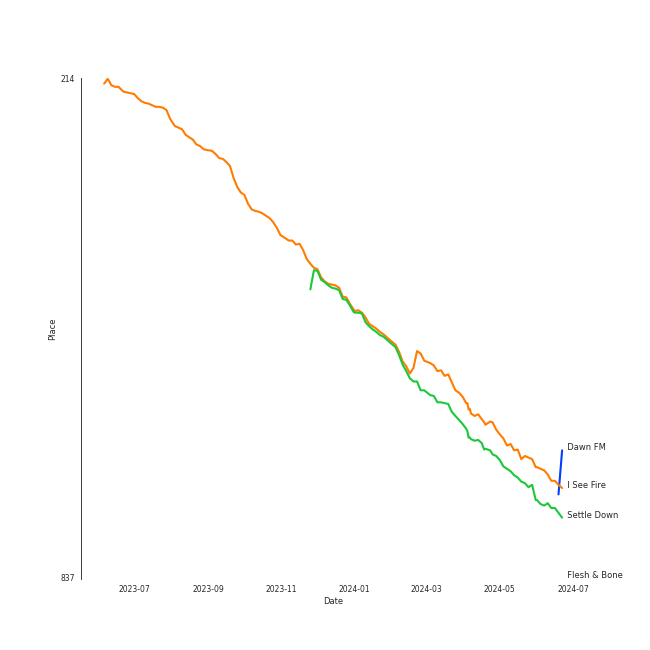 214
Place
Dawn FM
I See Fire
Settle Down
Flesh & Bone
837
2023-07 2023-09 2023-11 2024-01 2024-03 2024-05 2024-07
Date